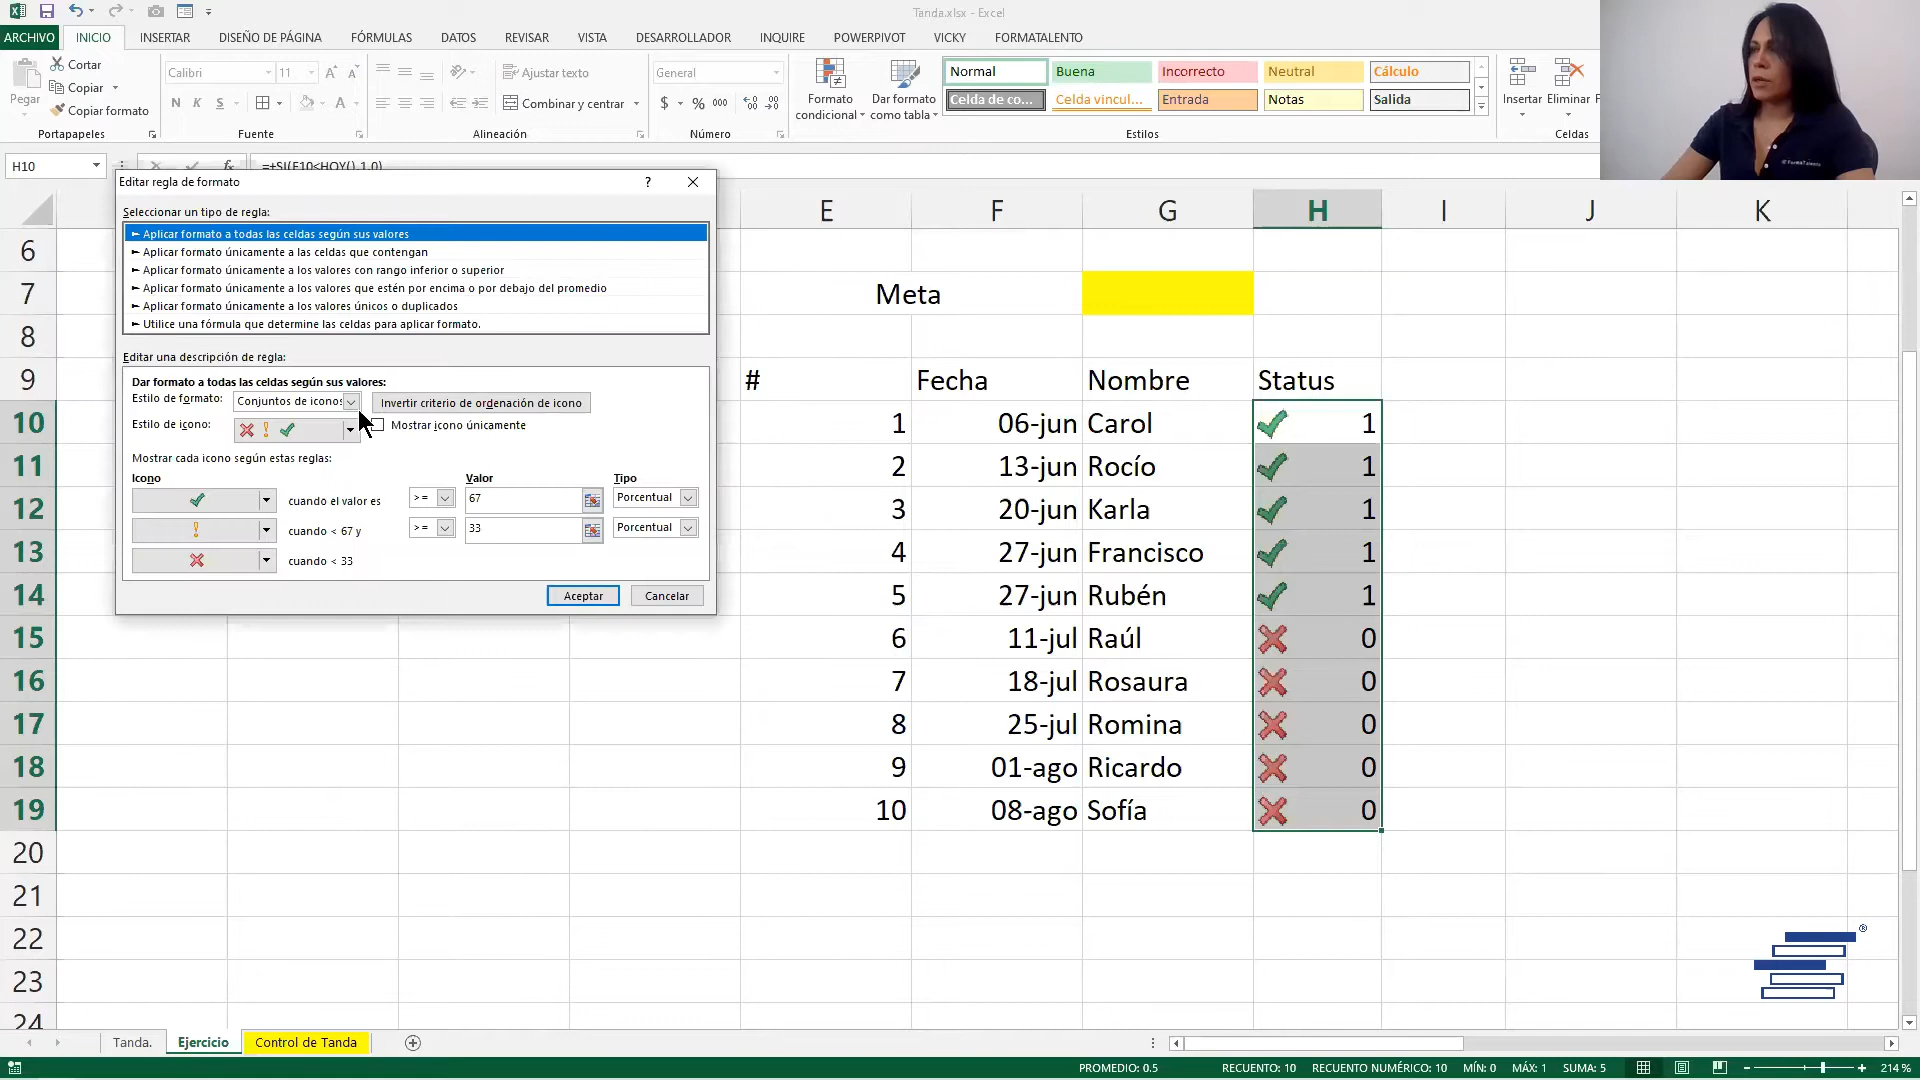 Tanda.xlsx - Excel
ARCHIVO INICIO INSERTAR DISEÑO DE PÁGINA FÓRMULAS DATOS REVISAR VISTA DESARROLLADOR INQUIRE POWERPIVOT VICKY FORMATALENTO
Pegar
Cortar
Copiar
Copiar formato
Portapapeles
Calibri 11
N K S
Fuente
Ajustar texto
Combinar y centrar
Alineación
General
$ % 000
Número
Formato condicional
Dar formato como tabla
Normal Buena Incorrecto Neutral Cálculo
Celda de co... Celda vincul... Entrada Notas Salida
Estilos
Insertar Eliminar
Celdas
H10 fx =+SI(F10<HOY(),1,0)
Editar regla de formato ?
Seleccionar un tipo de regla:
► Aplicar formato a todas las celdas según sus valores
► Aplicar formato únicamente a las celdas que contengan
► Aplicar formato únicamente a los valores con rango inferior o superior
► Aplicar formato únicamente a los valores que estén por encima o por debajo del promedio
► Aplicar formato únicamente a los valores únicos o duplicados
► Utilice una fórmula que determine las celdas para aplicar formato.
Editar una descripción de regla:
Dar formato a todas las celdas según sus valores:
Estilo de formato: Conjuntos de iconos Invertir criterio de ordenación de icono
Estilo de icono: Mostrar icono únicamente
Mostrar cada icono según estas reglas:
Icono Valor Tipo
cuando el valor es >= 67 Porcentual
cuando < 67 y >= 33 Porcentual
cuando < 33
Aceptar Cancelar
E F G H I J K
6
7 Meta
8
9 # Fecha Nombre Status
10 1 06-jun Carol 1
11 2 13-jun Rocío 1
12 3 20-jun Karla 1
13 4 27-jun Francisco 1
14 5 27-jun Rubén 1
15 6 11-jul Raúl 0
16 7 18-jul Rosaura 0
17 8 25-jul Romina 0
18 9 01-ago Ricardo 0
19 10 08-ago Sofía 0
20
21
22
23
24
®
Tanda. Ejercicio Control de Tanda
PROMEDIO: 0.5 RECUENTO: 10 RECUENTO NUMÉRICO: 10 MÍN: 0 MÁX: 1 SUMA: 5 214 %